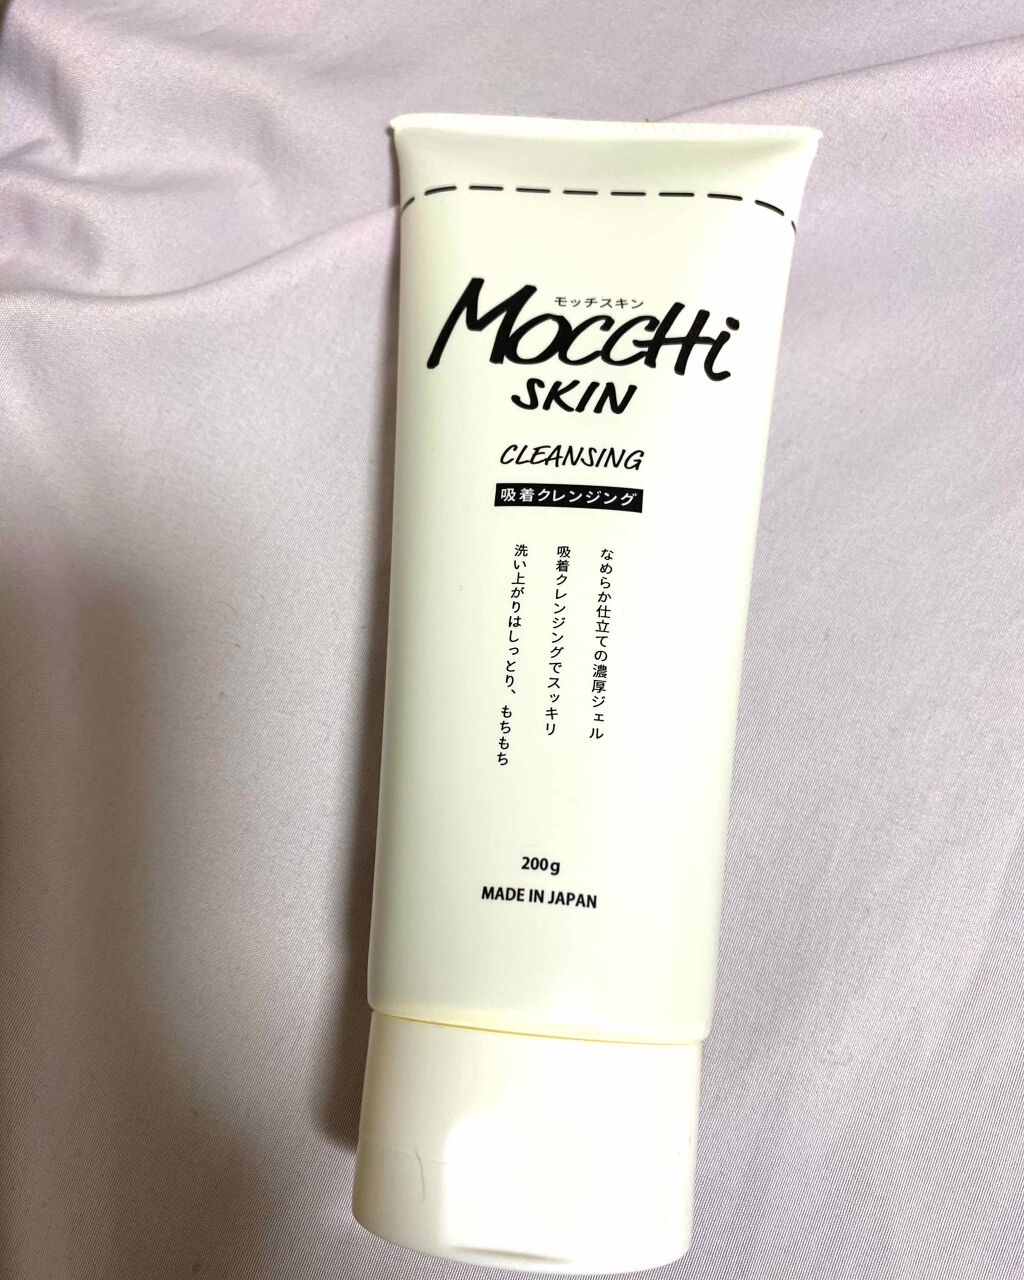 モッチスキン
MOCCHi
SKIN
CLEANSING
吸着クレンジング
なめらか仕立ての濃厚ジェル
吸着クレンジングでスッキリ
洗い上がりはしっとり、もちもち
200g
MADE IN JAPAN